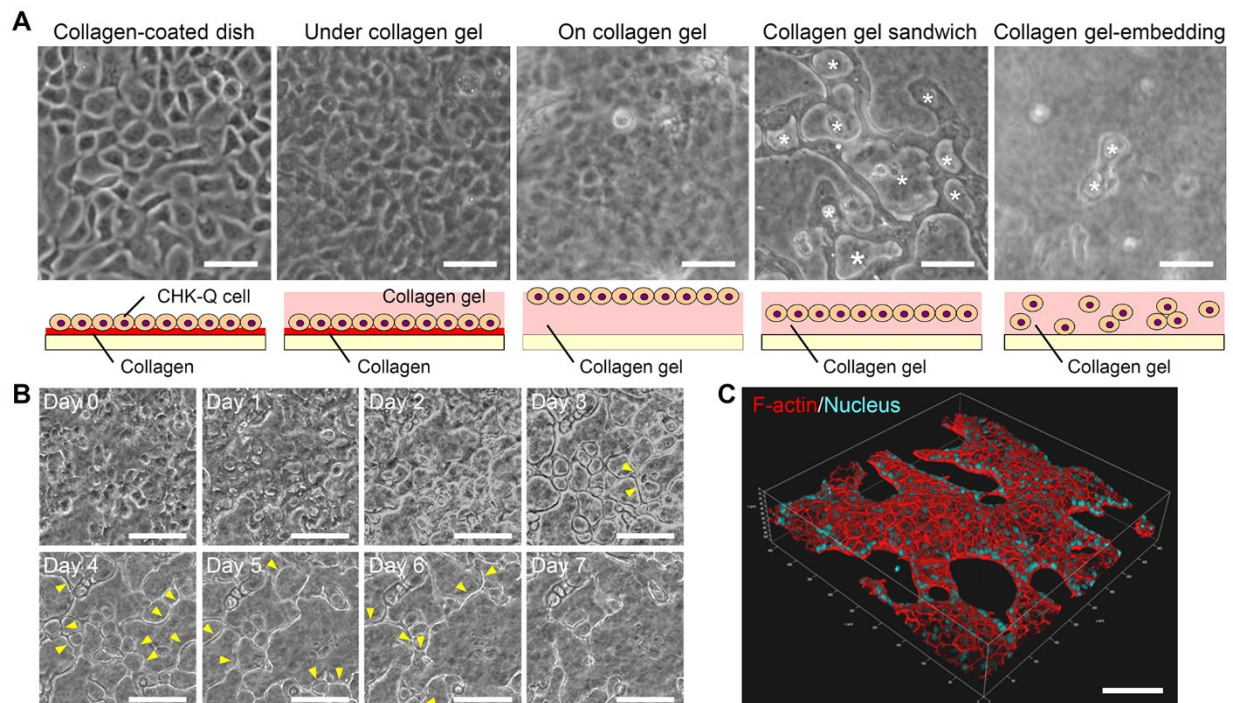 A
Collagen-coated dish
Under collagen gel
On collagen gel
Collagen gel sandwich
Collagen gel-embedding
* * * * * * * * *
* *
CHK-Q cell
Collagen gel
Collagen
Collagen
Collagen gel
Collagen gel
Collagen gel
B
Day 0
Day 1
Day 2
Day 3
Day 4
Day 5
Day 6
Day 7
C
F-actin/Nucleus